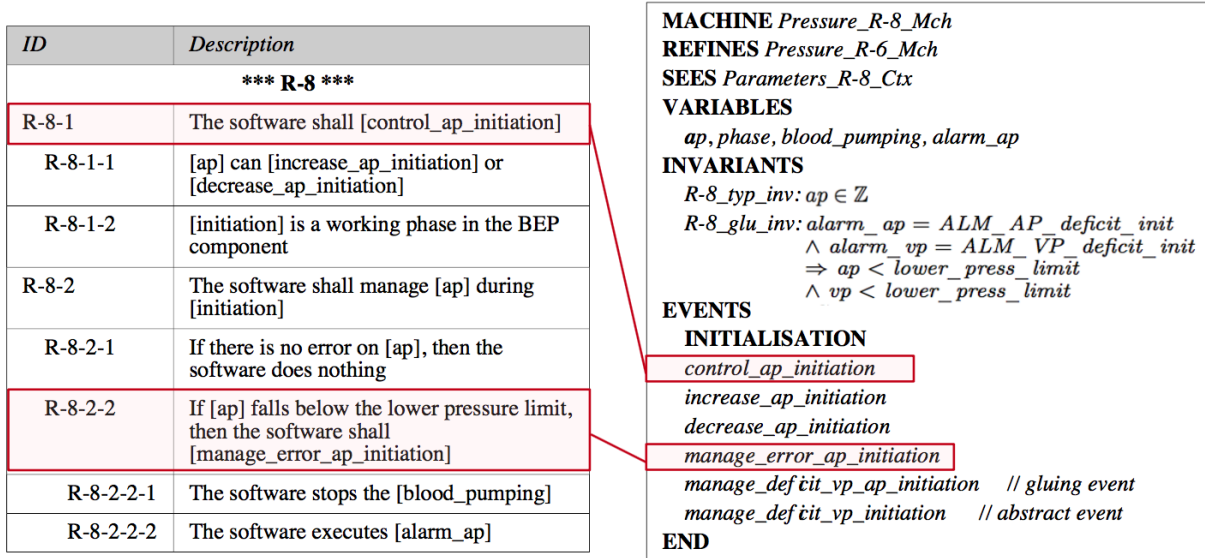 ID Description
*** R-8 ***
R-8-1 The software shall [control_ap_initiation]
R-8-1-1 [ap] can [increase_ap_initiation] or
[decrease_ap_initiation]
R-8-1-2 [initiation] is a working phase in the BEP
component
R-8-2 The software shall manage [ap] during
[initiation]
R-8-2-1 If there is no error on [ap], then the
software does nothing
R-8-2-2 If [ap] falls below the lower pressure limit,
then the software shall
[manage_error_ap_initiation]
R-8-2-2-1 The software stops the [blood_pumping]
R-8-2-2-2 The software executes [alarm_ap]
MACHINE Pressure_R-8_Mch
REFINES Pressure_R-6_Mch
SEES Parameters_R-8_Ctx
VARIABLES
ap, phase, blood_pumping, alarm_ap
INVARIANTS
R-8_typ_inv: ap ∈ ℤ
R-8_glu_inv: alarm_ap = ALM_AP_deficit_init
∧ alarm_vp = ALM_VP_deficit_init
⇒ ap < lower_press_limit
∧ vp < lower_press_limit
EVENTS
INITIALISATION
control_ap_initiation
increase_ap_initiation
decrease_ap_initiation
manage_error_ap_initiation
manage_deficit_vp_ap_initiation // gluing event
manage_deficit_vp_initiation // abstract event
END